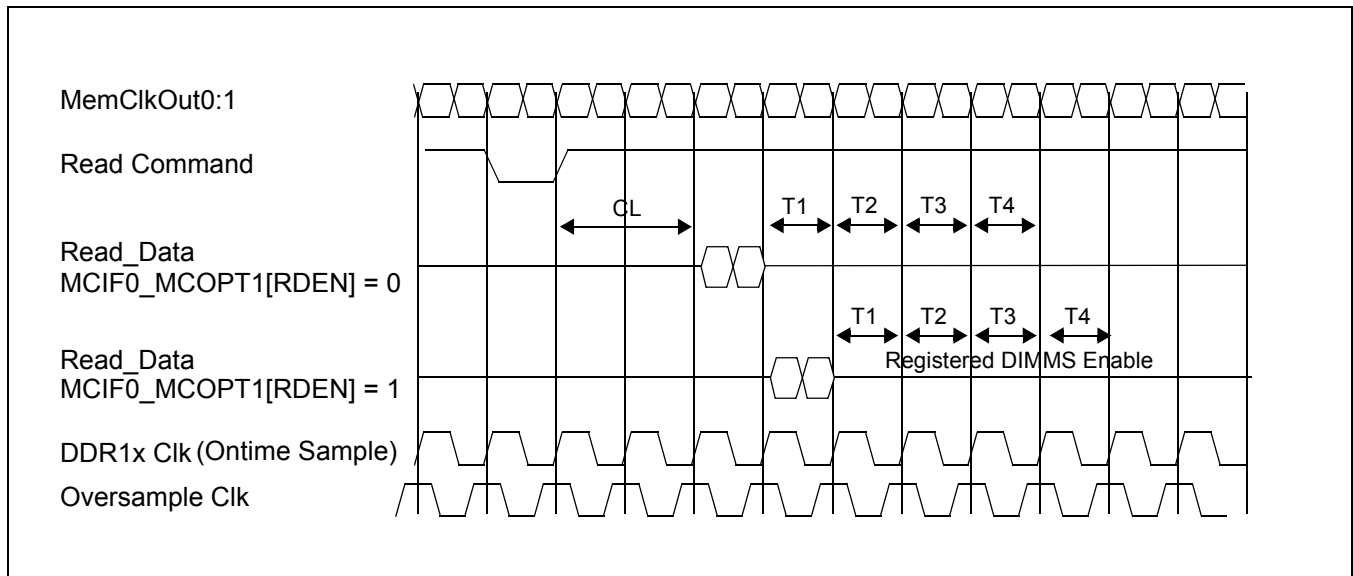 MemClkOut0:1
Read Command
CL
T1 T2 T3 T4
Read_Data
MCIF0_MCOPT1[RDEN] = 0
T1 T2 T3 T4
Registered DIMMS Enable
Read_Data
MCIF0_MCOPT1[RDEN] = 1
DDR1x Clk (Ontime Sample)
Oversample Clk